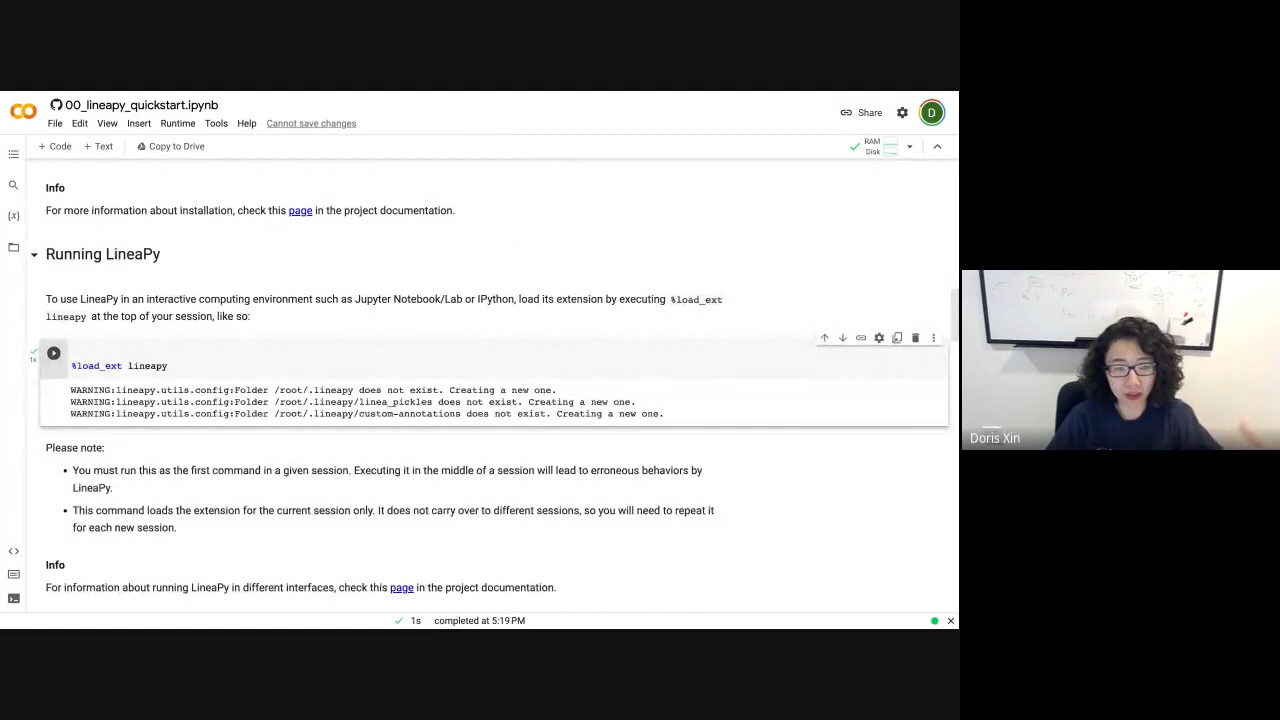 00_lineapy_quickstart.ipynb
File Edit View Insert Runtime Tools Help Cannot save changes
Share
D
+ Code + Text Copy to Drive
RAM
Disk
Info
For more information about installation, check this page in the project documentation.
Running LineaPy
To use LineaPy in an interactive computing environment such as Jupyter Notebook/Lab or IPython, load its extension by executing %load_ext
lineapy at the top of your session, like so:
1s
%load_ext lineapy
WARNING:lineapy.utils.config:Folder /root/.lineapy does not exist. Creating a new one.
WARNING:lineapy.utils.config:Folder /root/.lineapy/linea_pickles does not exist. Creating a new one.
WARNING:lineapy.utils.config:Folder /root/.lineapy/custom-annotations does not exist. Creating a new one.
Please note:
• You must run this as the first command in a given session. Executing it in the middle of a session will lead to erroneous behaviors by
LineaPy.
• This command loads the extension for the current session only. It does not carry over to different sessions, so you will need to repeat it
for each new session.
Info
For information about running LineaPy in different interfaces, check this page in the project documentation.
1s completed at 5:19 PM
Doris Xin